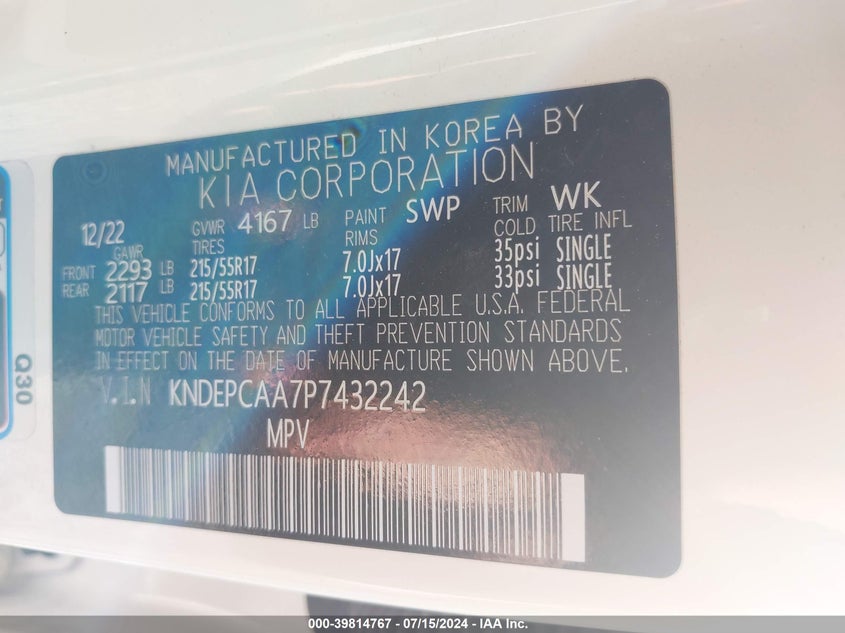 MANUFACTURED IN KOREA BY
KIA CORPORATION
12/22 GVWR 4167 LB PAINT SWP TRIM WK
GAWR TIRES RIMS COLD TIRE INFL
FRONT 2293 LB 215/55R17 7.0Jx17 35psi SINGLE
REAR 2117 LB 215/55R17 7.0Jx17 33psi SINGLE
THIS VEHICLE CONFORMS TO ALL APPLICABLE U.S.A. FEDERAL
MOTOR VEHICLE SAFETY AND THEFT PREVENTION STANDARDS
IN EFFECT ON THE DATE OF MANUFACTURE SHOWN ABOVE.
V.I.N KNDEPCAA7P7432242
MPV
Q30
000-39814767 - 07/15/2024 - IAA Inc.